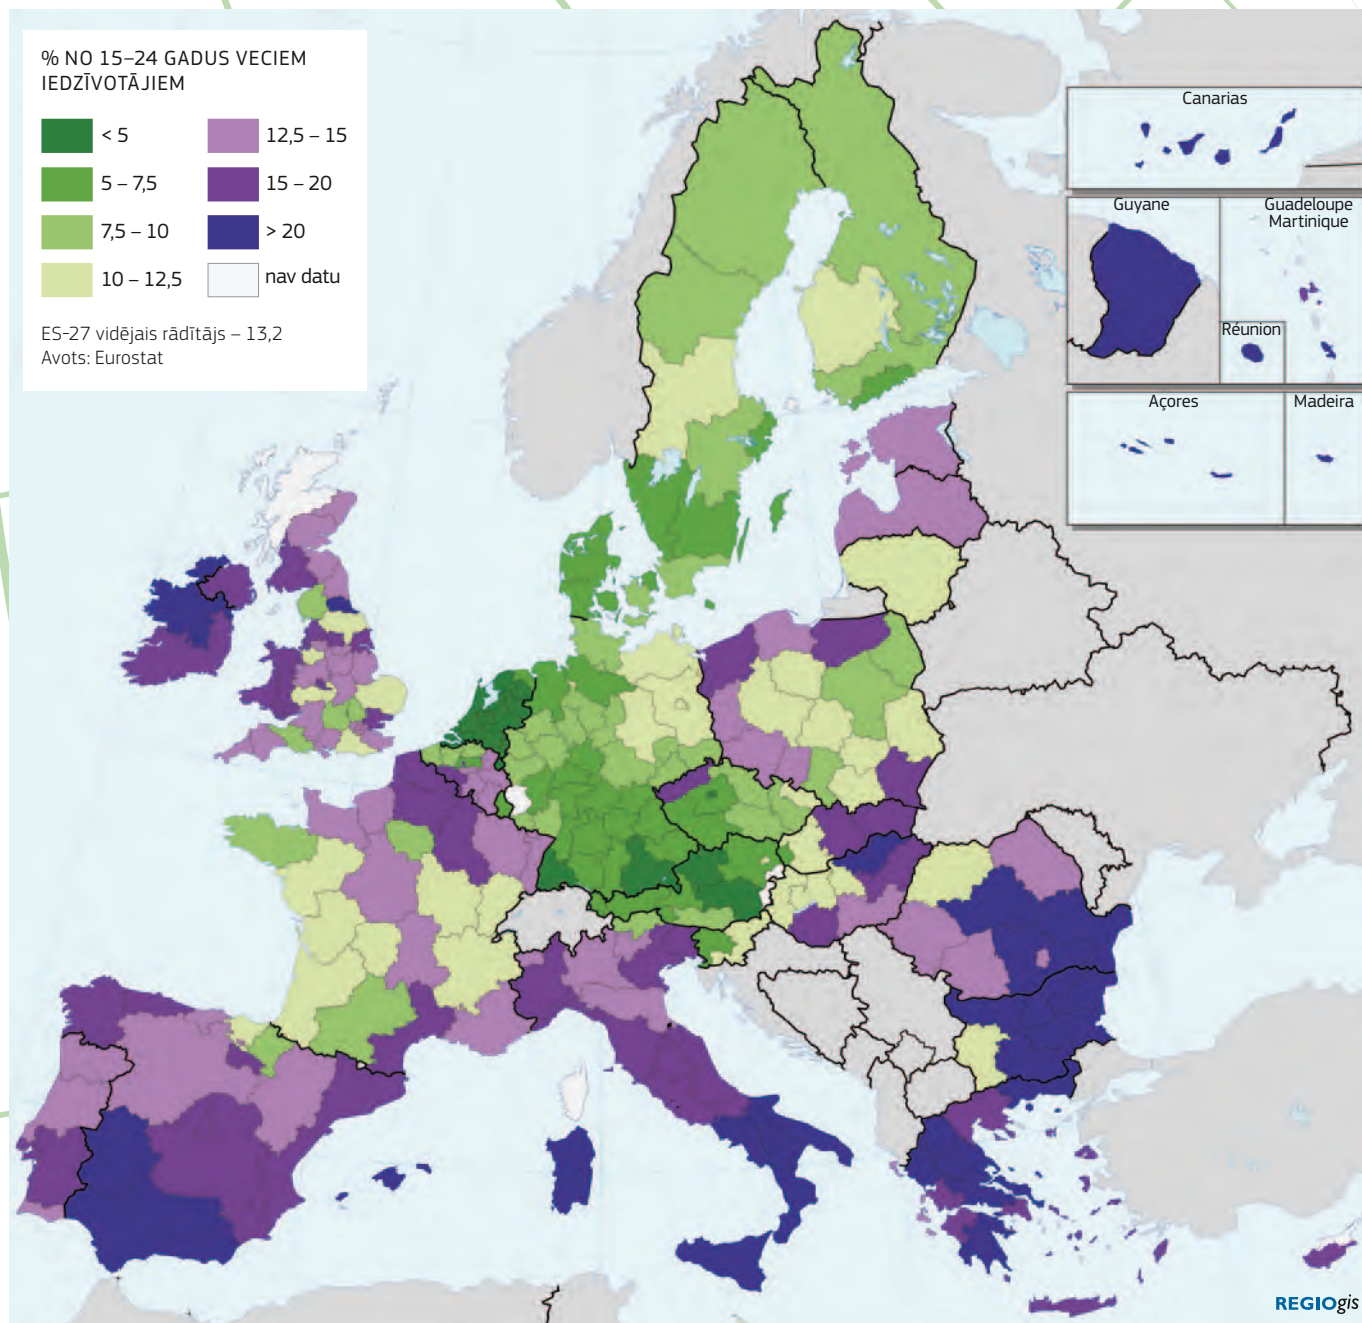 % NO 15–24 GADUS VECIEM
IEDZĪVOTĀJIEM
< 5
5 – 7,5
7,5 – 10
10 – 12,5
12,5 – 15
15 – 20
> 20
nav datu
ES-27 vidējais rādītājs – 13,2
Avots: Eurostat
Canarias
Guyane
Guadeloupe
Martinique
Réunion
Açores
Madeira
REGIOgis